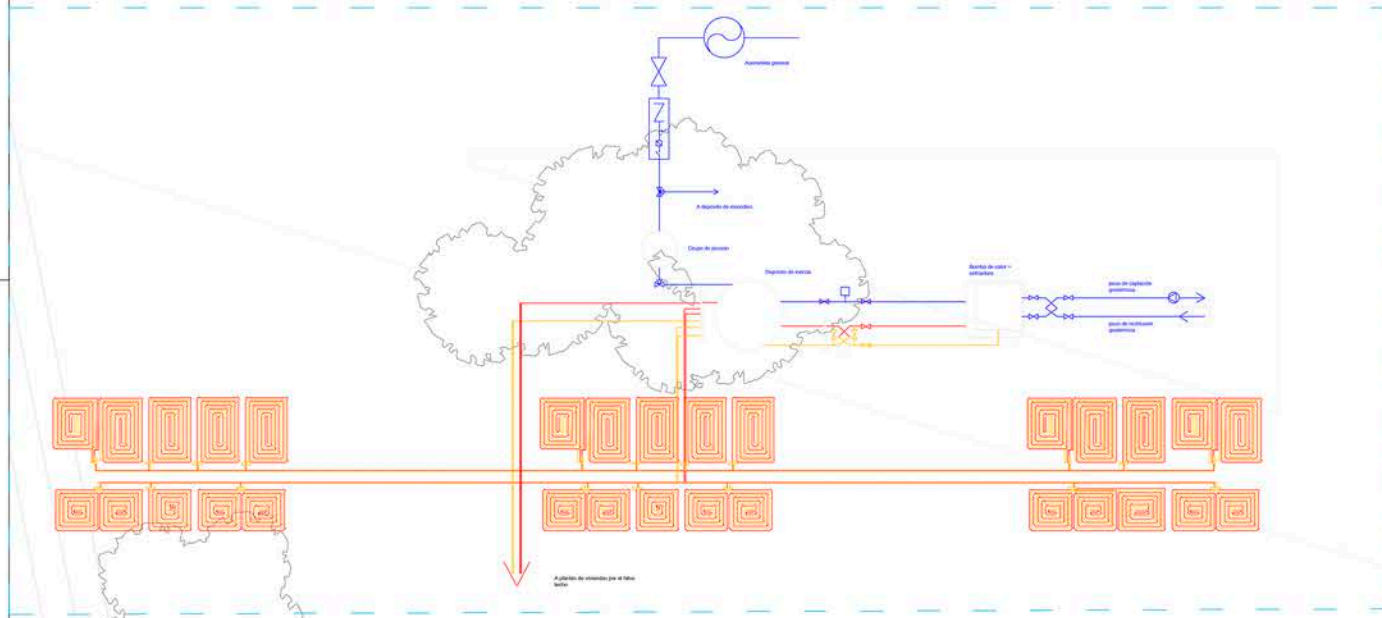 Acometida general
A depósito de incendios
Grupo de presión
Depósito de inercia
Bomba de calor +
enfriadora
pozo de captación
geotérmica
pozo de restitución
geotérmica
A plantas de viviendas por el falso
techo